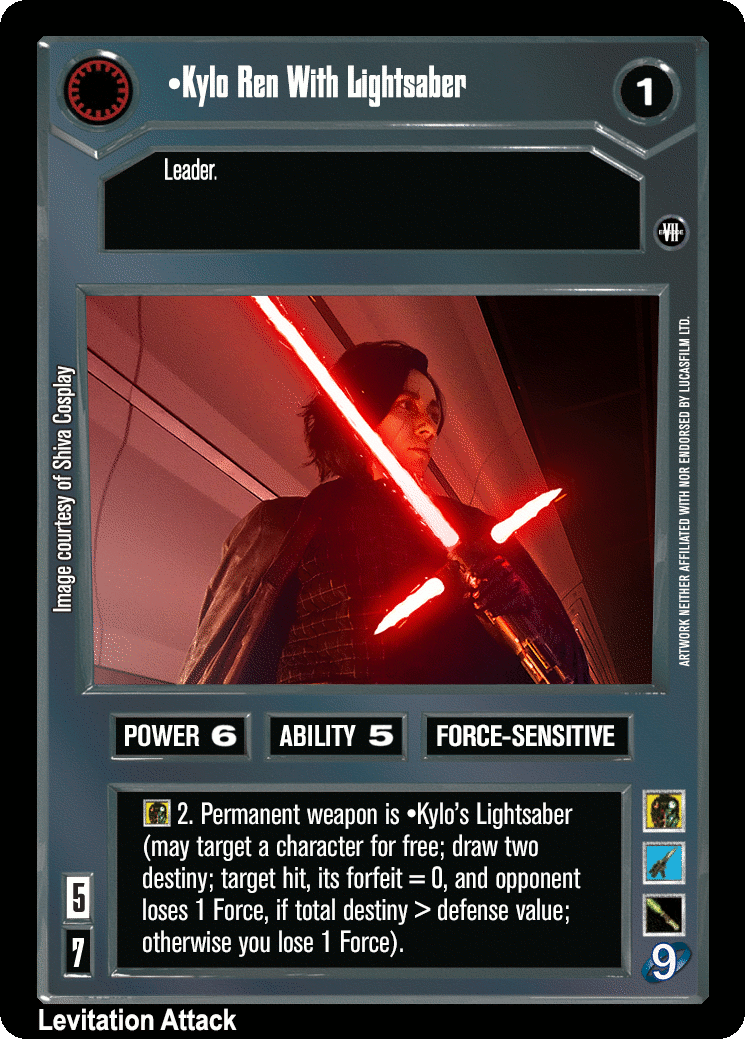 •Kylo Ren With Lightsaber
1
Leader.
VII
EPISODE
Image courtesy of Shiva Cosplay
ARTWORK NEITHER AFFILIATED WITH NOR ENDORSED BY LUCASFILM LTD.
POWER 6
ABILITY 5
FORCE-SENSITIVE
2. Permanent weapon is •Kylo's Lightsaber
(may target a character for free; draw two
destiny; target hit, its forfeit = 0, and opponent
loses 1 Force, if total destiny > defense value;
otherwise you lose 1 Force).
5
7
9
Levitation Attack